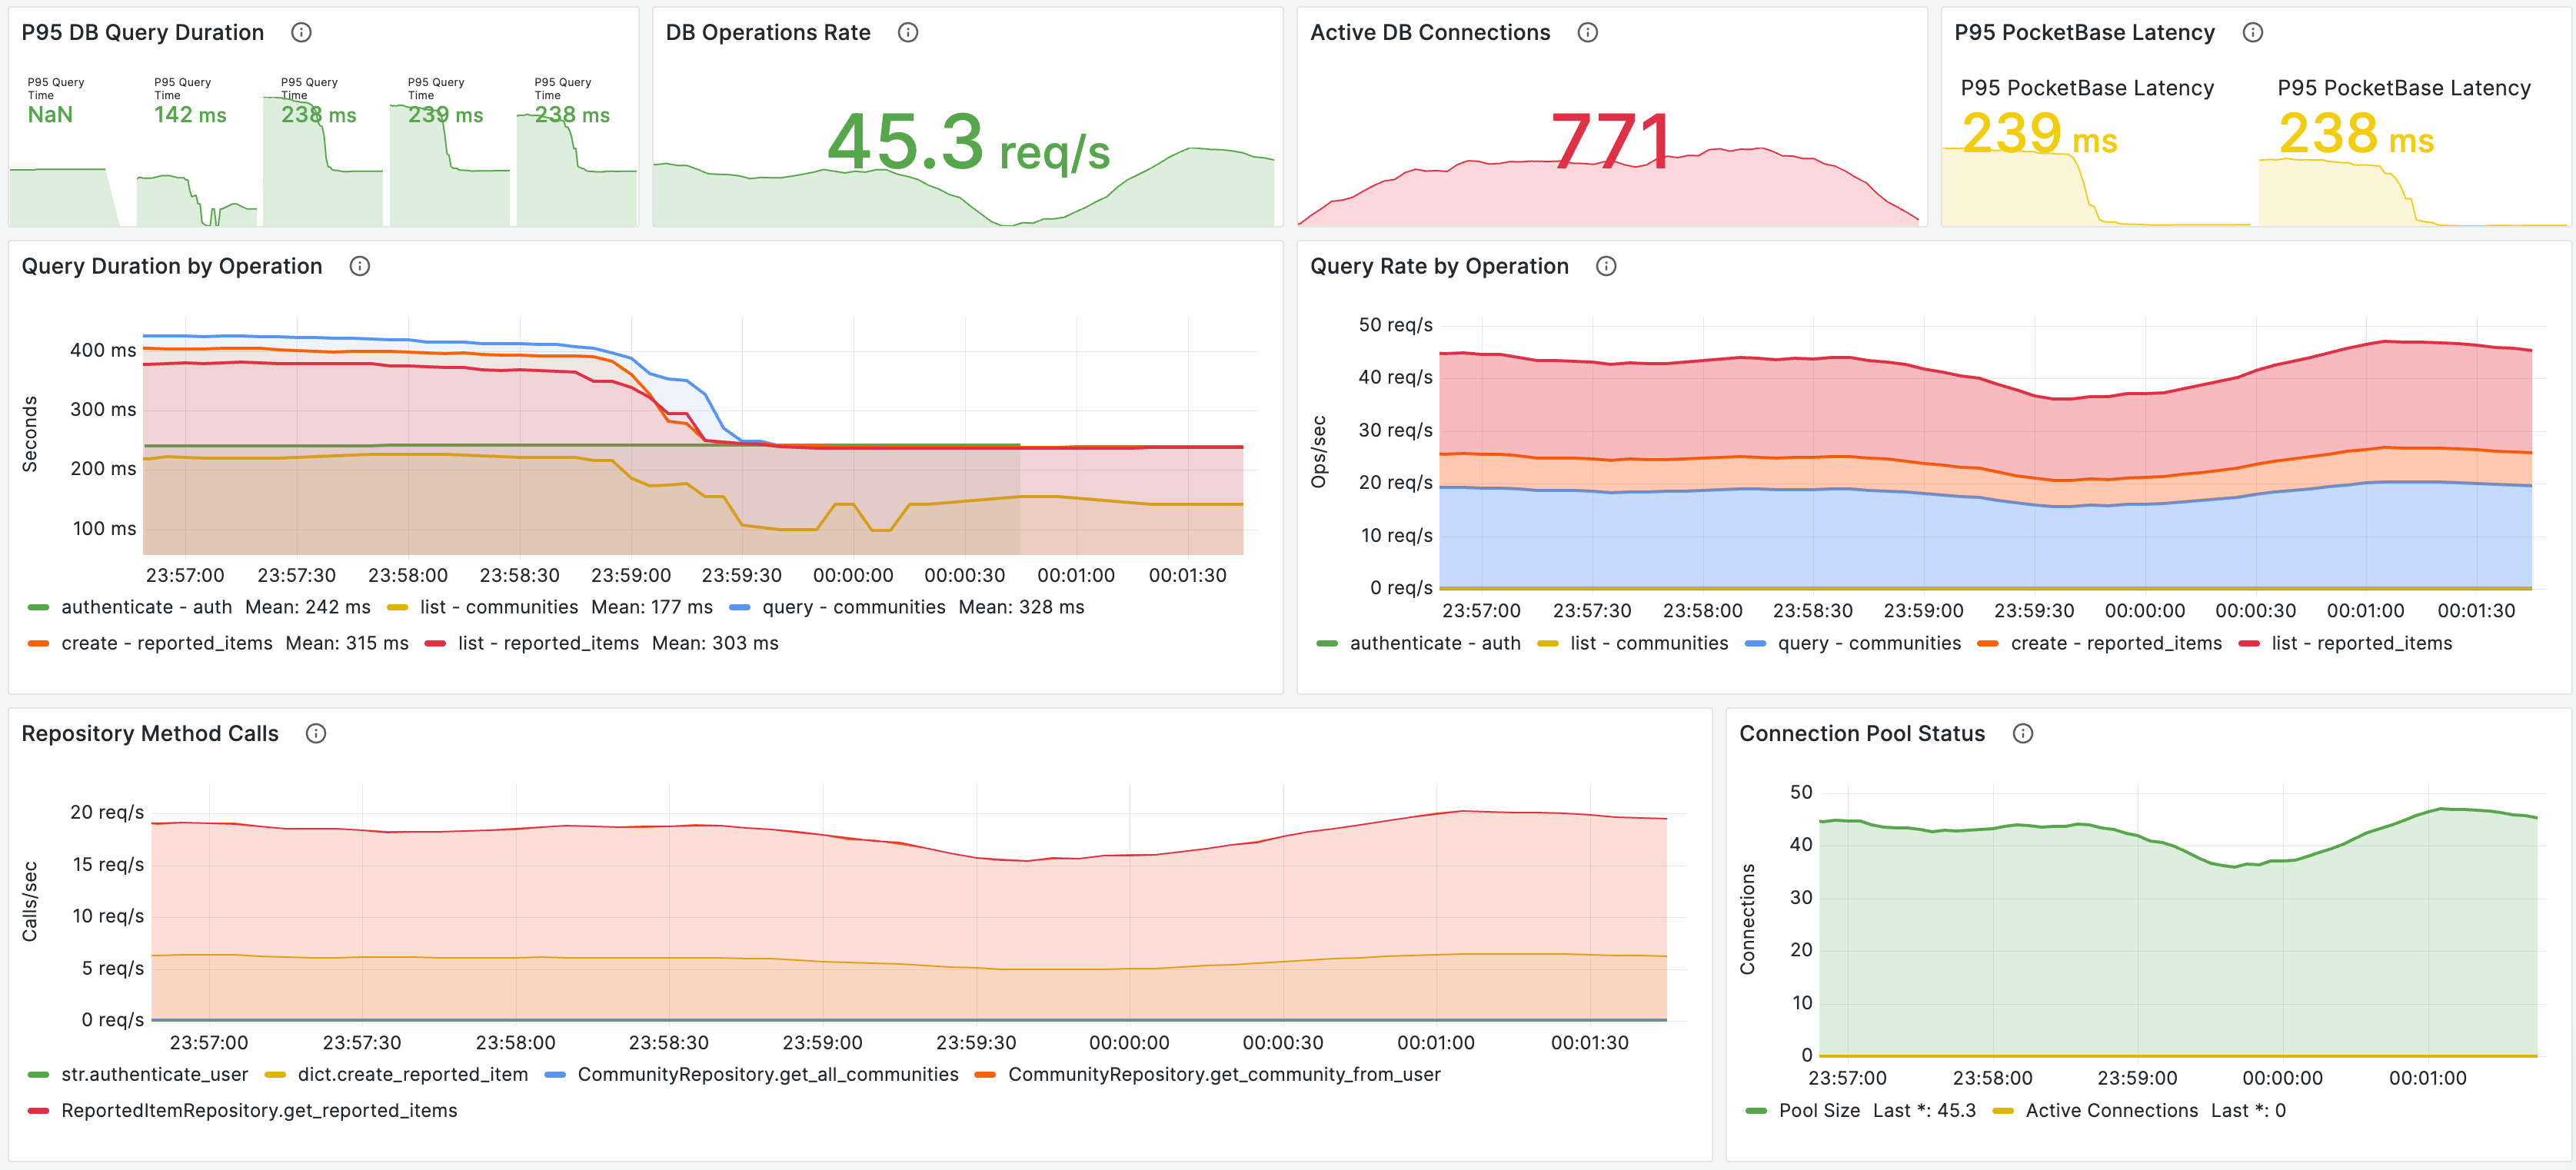 P95 DB Query Duration
DB Operations Rate
Active DB Connections
P95 PocketBase Latency
P95 Query
Time
NaN
P95 Query
Time
142 ms
P95 Query
Time
238 ms
P95 Query
Time
239 ms
P95 Query
Time
238 ms
45.3 req/s
771
P95 PocketBase Latency
239 ms
P95 PocketBase Latency
238 ms
Query Duration by Operation
Seconds
400 ms
300 ms
200 ms
100 ms
23:57:00 23:57:30 23:58:00 23:58:30 23:59:00 23:59:30 00:00:00 00:00:30 00:01:00 00:01:30
authenticate - auth Mean: 242 ms list - communities Mean: 177 ms query - communities Mean: 328 ms
create - reported_items Mean: 315 ms list - reported_items Mean: 303 ms
Query Rate by Operation
Ops/sec
50 req/s
40 req/s
30 req/s
20 req/s
10 req/s
0 req/s
23:57:00 23:57:30 23:58:00 23:58:30 23:59:00 23:59:30 00:00:00 00:00:30 00:01:00 00:01:30
authenticate - auth list - communities query - communities create - reported_items list - reported_items
Repository Method Calls
Calls/sec
20 req/s
15 req/s
10 req/s
5 req/s
0 req/s
23:57:00 23:57:30 23:58:00 23:58:30 23:59:00 23:59:30 00:00:00 00:00:30 00:01:00 00:01:30
str.authenticate_user dict.create_reported_item CommunityRepository.get_all_communities CommunityRepository.get_community_from_user
ReportedItemRepository.get_reported_items
Connection Pool Status
Connections
50
40
30
20
10
0
23:57:00 23:58:00 23:59:00 00:00:00 00:01:00
Pool Size Last *: 45.3 Active Connections Last *: 0